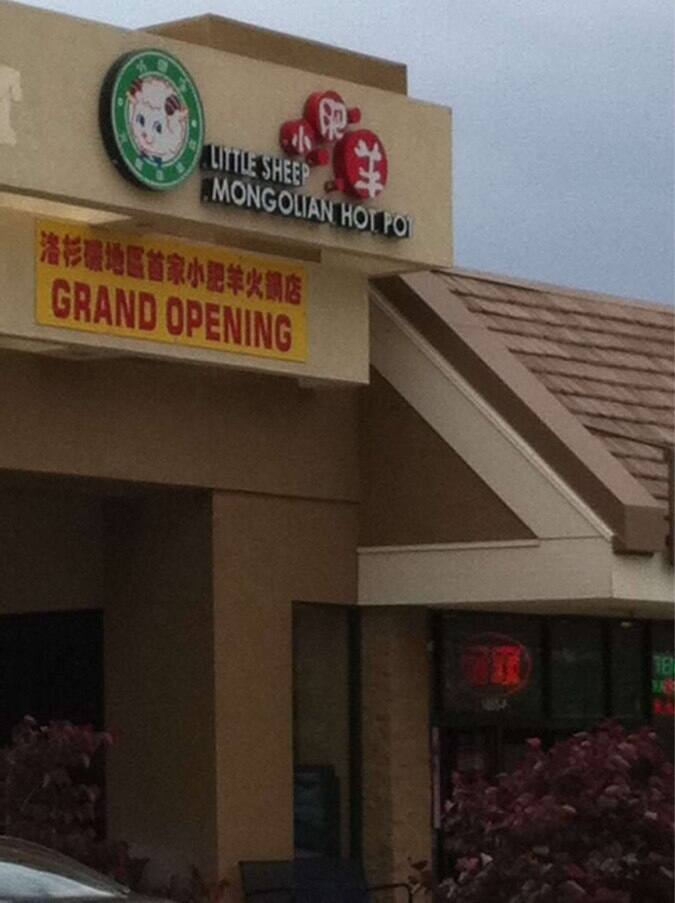 小肥羊
LITTLE SHEEP
MONGOLIAN HOT POT
洛杉磯地區首家小肥羊火鍋店
GRAND OPENING